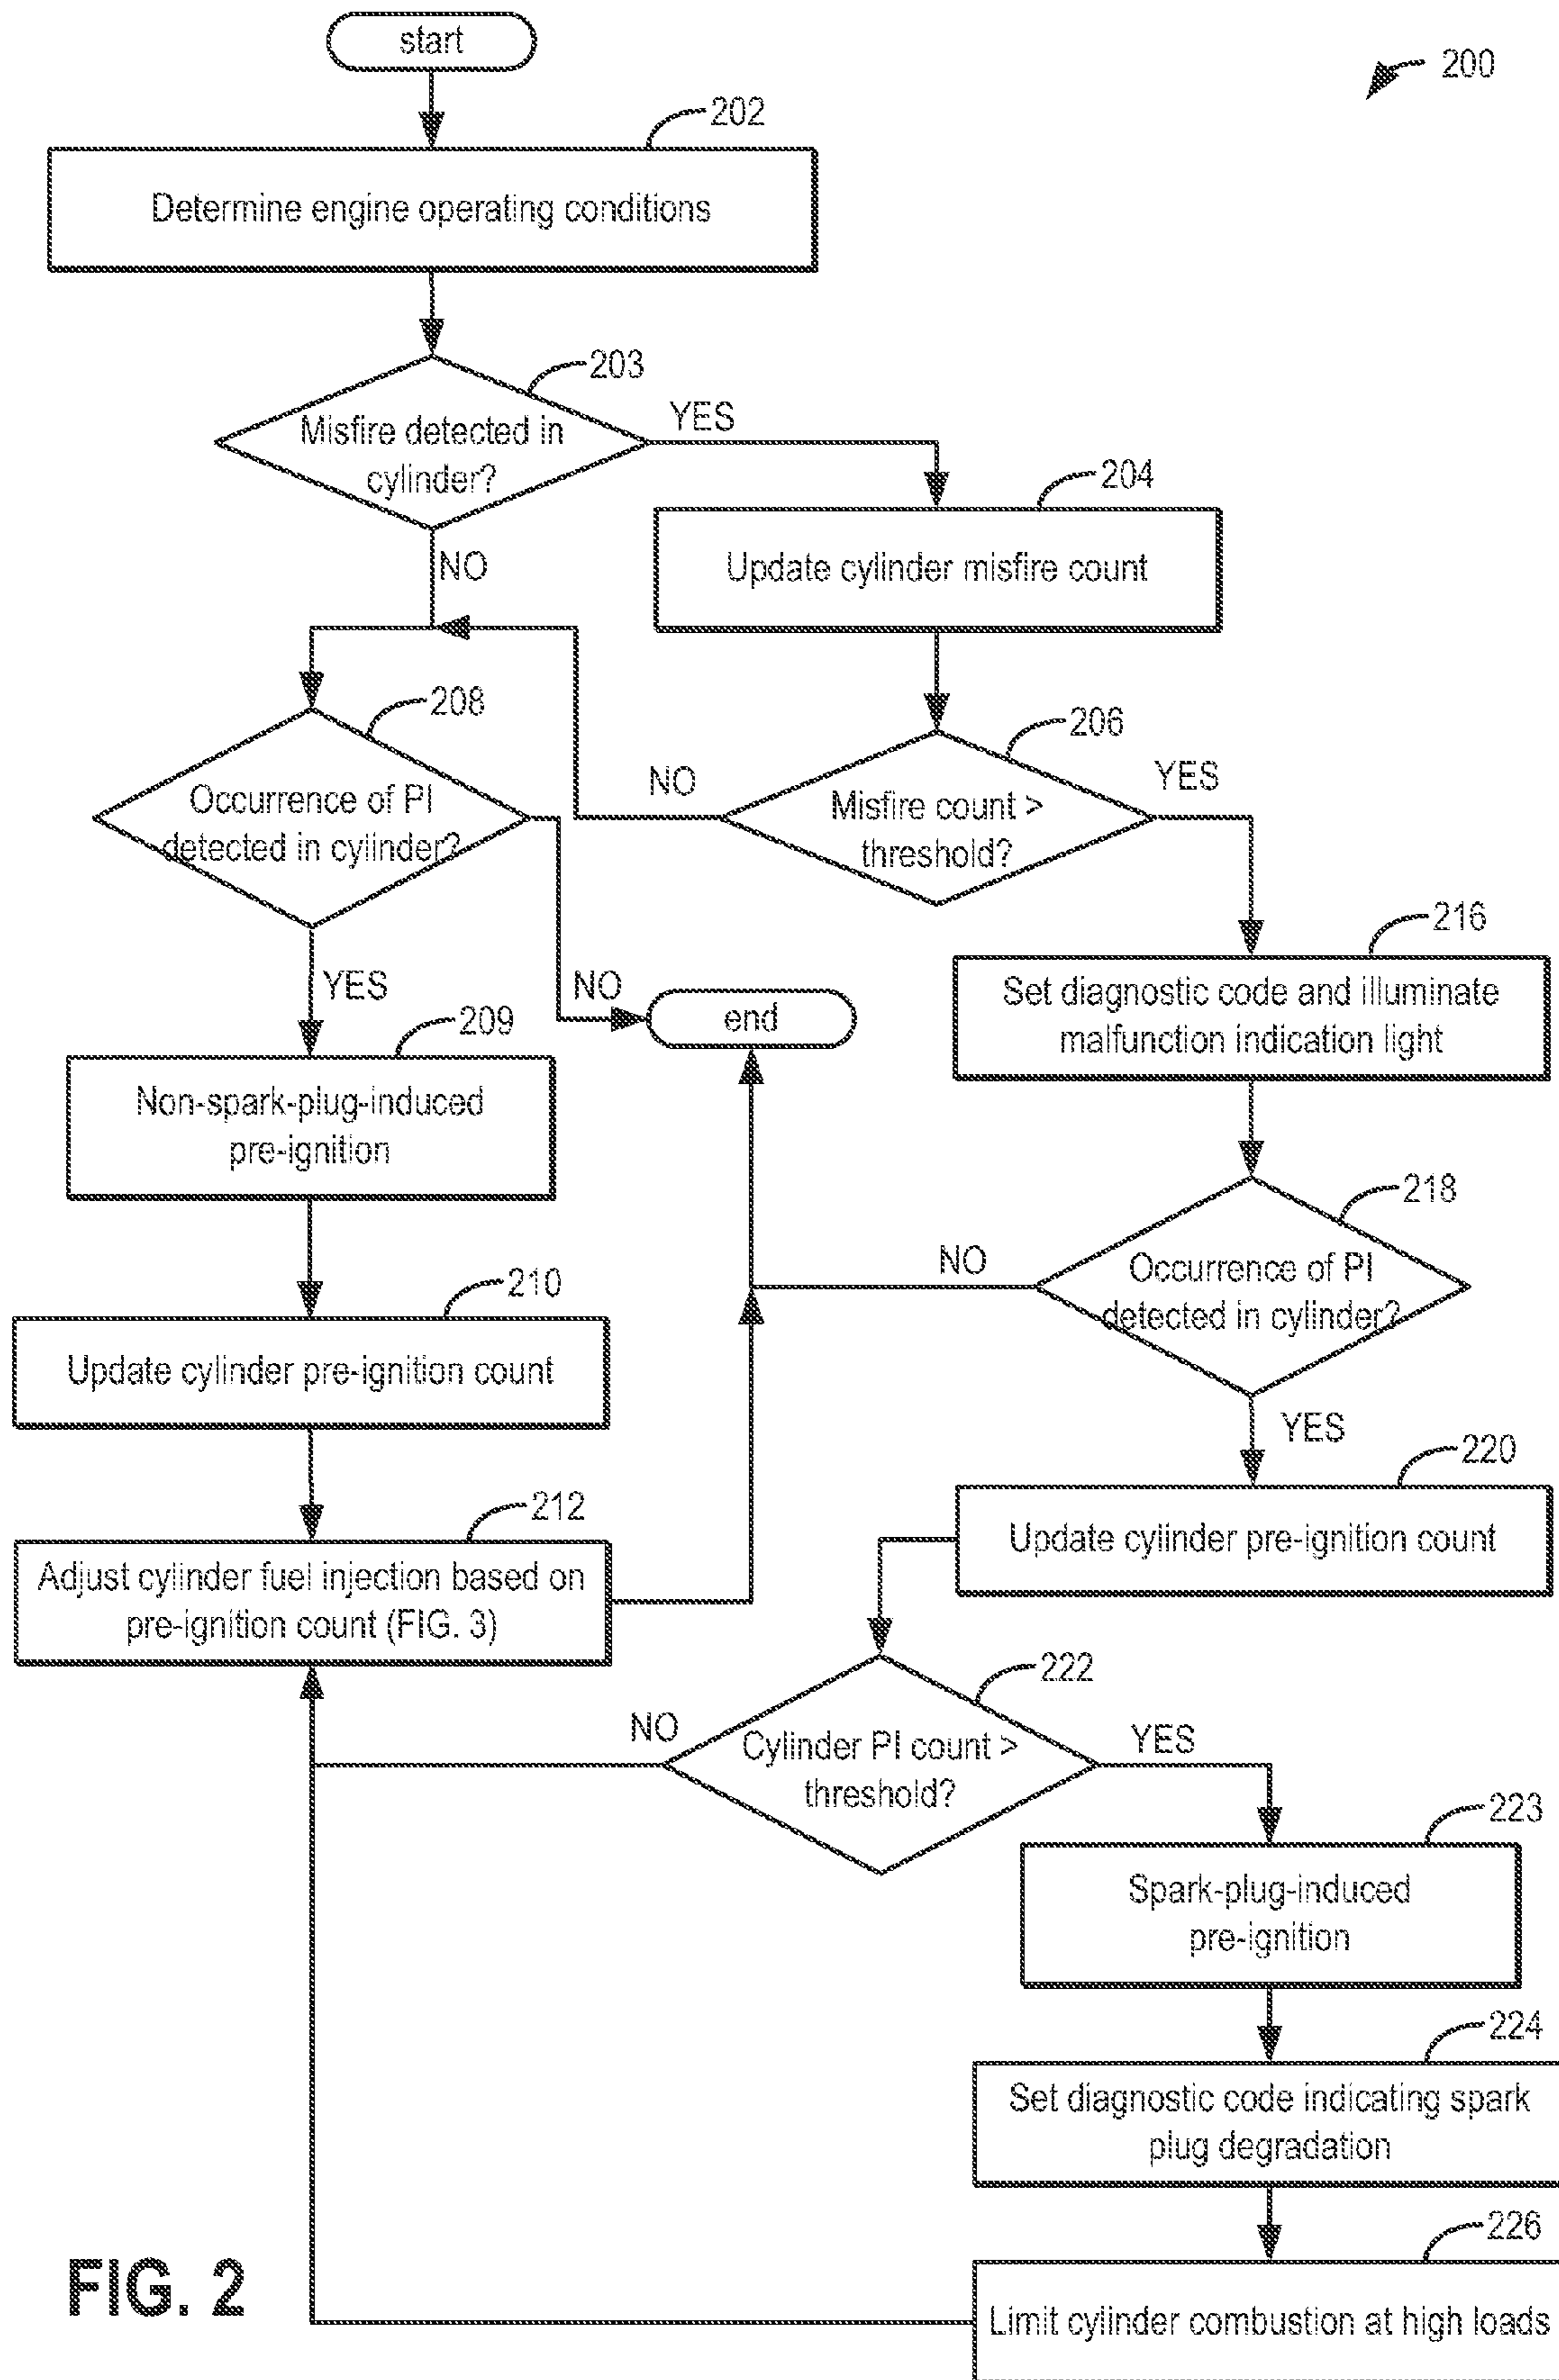 start
200
202
Determine engine operating conditions
203
Misfire detected in
cylinder?
YES
NO
204
Update cylinder misfire count
208
Occurrence of PI
detected in cylinder?
206
Misfire count >
threshold?
NO
YES
YES
NO
end
216
Set diagnostic code and illuminate
malfunction indication light
209
Non-spark-plug-induced
pre-ignition
218
Occurrence of PI
detected in cylinder?
NO
YES
210
Update cylinder pre-ignition count
220
Update cylinder pre-ignition count
212
Adjust cylinder fuel injection based on
pre-ignition count (FIG. 3)
222
Cylinder PI count >
threshold?
NO
YES
223
Spark-plug-induced
pre-ignition
224
Set diagnostic code indicating spark
plug degradation
226
Limit cylinder combustion at high loads
FIG. 2